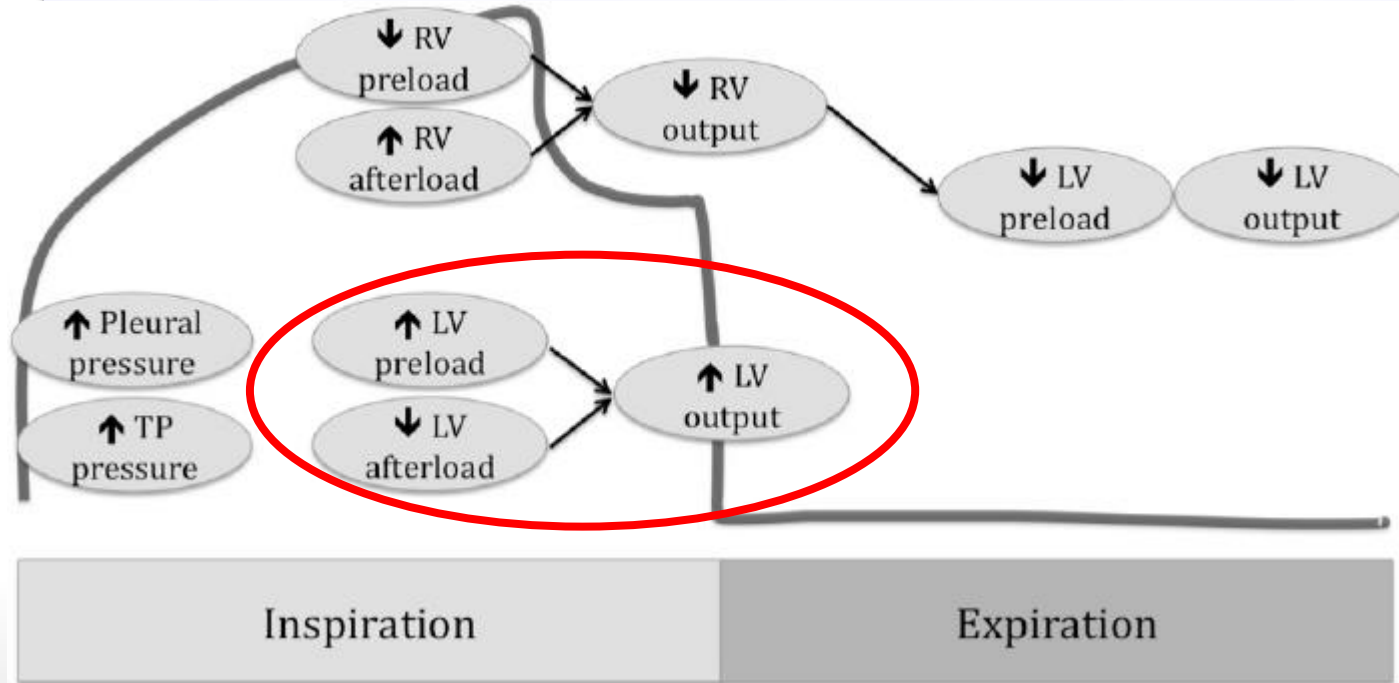 ↓ RV
preload
↑ RV
afterload
↓ RV
output
↓ LV
preload
↓ LV
output
↑ Pleural
pressure
↑ TP
pressure
↑ LV
preload
↓ LV
afterload
↑ LV
output
Inspiration
Expiration